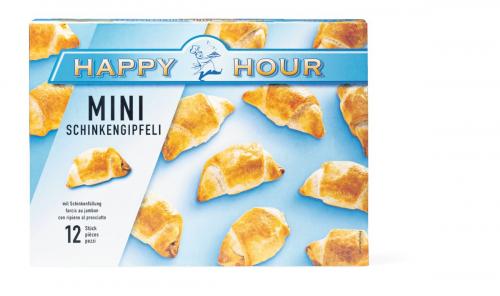 HAPPY HOUR
MINI
SCHINKENGIPFELI
mit Schinkenfüllung
farcis au jambon
con ripieno al prosciutto
12 Stück
pièces
pezzi